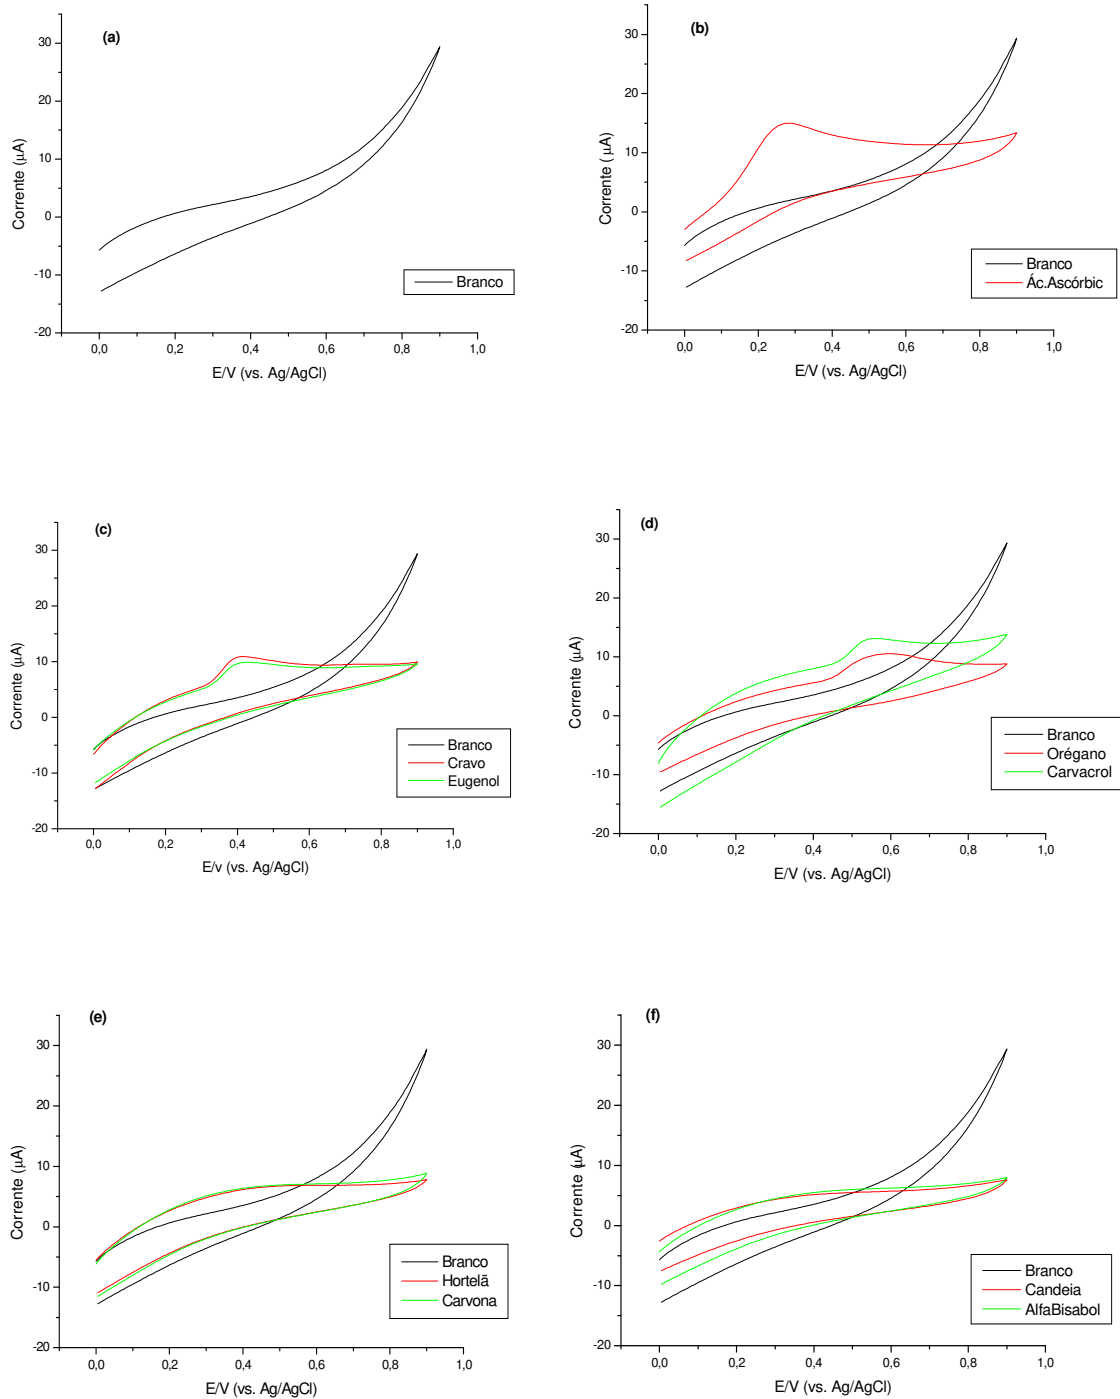 (a)
30
20
10
0
-10
-20
Corrente (µA)
Branco
0,0 0,2 0,4 0,6 0,8 1,0
E/V (vs. Ag/AgCl)
(b)
30
20
10
0
-10
-20
Corrente ( µA)
Branco
Ác.Ascórbic
0,0 0,2 0,4 0,6 0,8 1,0
E/V (vs. Ag/AgCl)
(c)
30
20
10
0
-10
-20
Corrente (µA)
Branco
Cravo
Eugenol
0,0 0,2 0,4 0,6 0,8 1,0
E/v (vs. Ag/AgCl)
(d)
30
20
10
0
-10
-20
Corrente (µA)
Branco
Orégano
Carvacrol
0,0 0,2 0,4 0,6 0,8 1,0
E/V (vs. Ag/AgCl)
(e)
30
20
10
0
-10
-20
Corrente (µA)
Branco
Hortelã
Carvona
0,0 0,2 0,4 0,6 0,8 1,0
E/V (vs. Ag/AgCl)
(f)
30
20
10
0
-10
-20
Corrente (µA)
Branco
Candeia
AlfaBisabol
0,0 0,2 0,4 0,6 0,8 1,0
E/V (vs. Ag/AgCl)